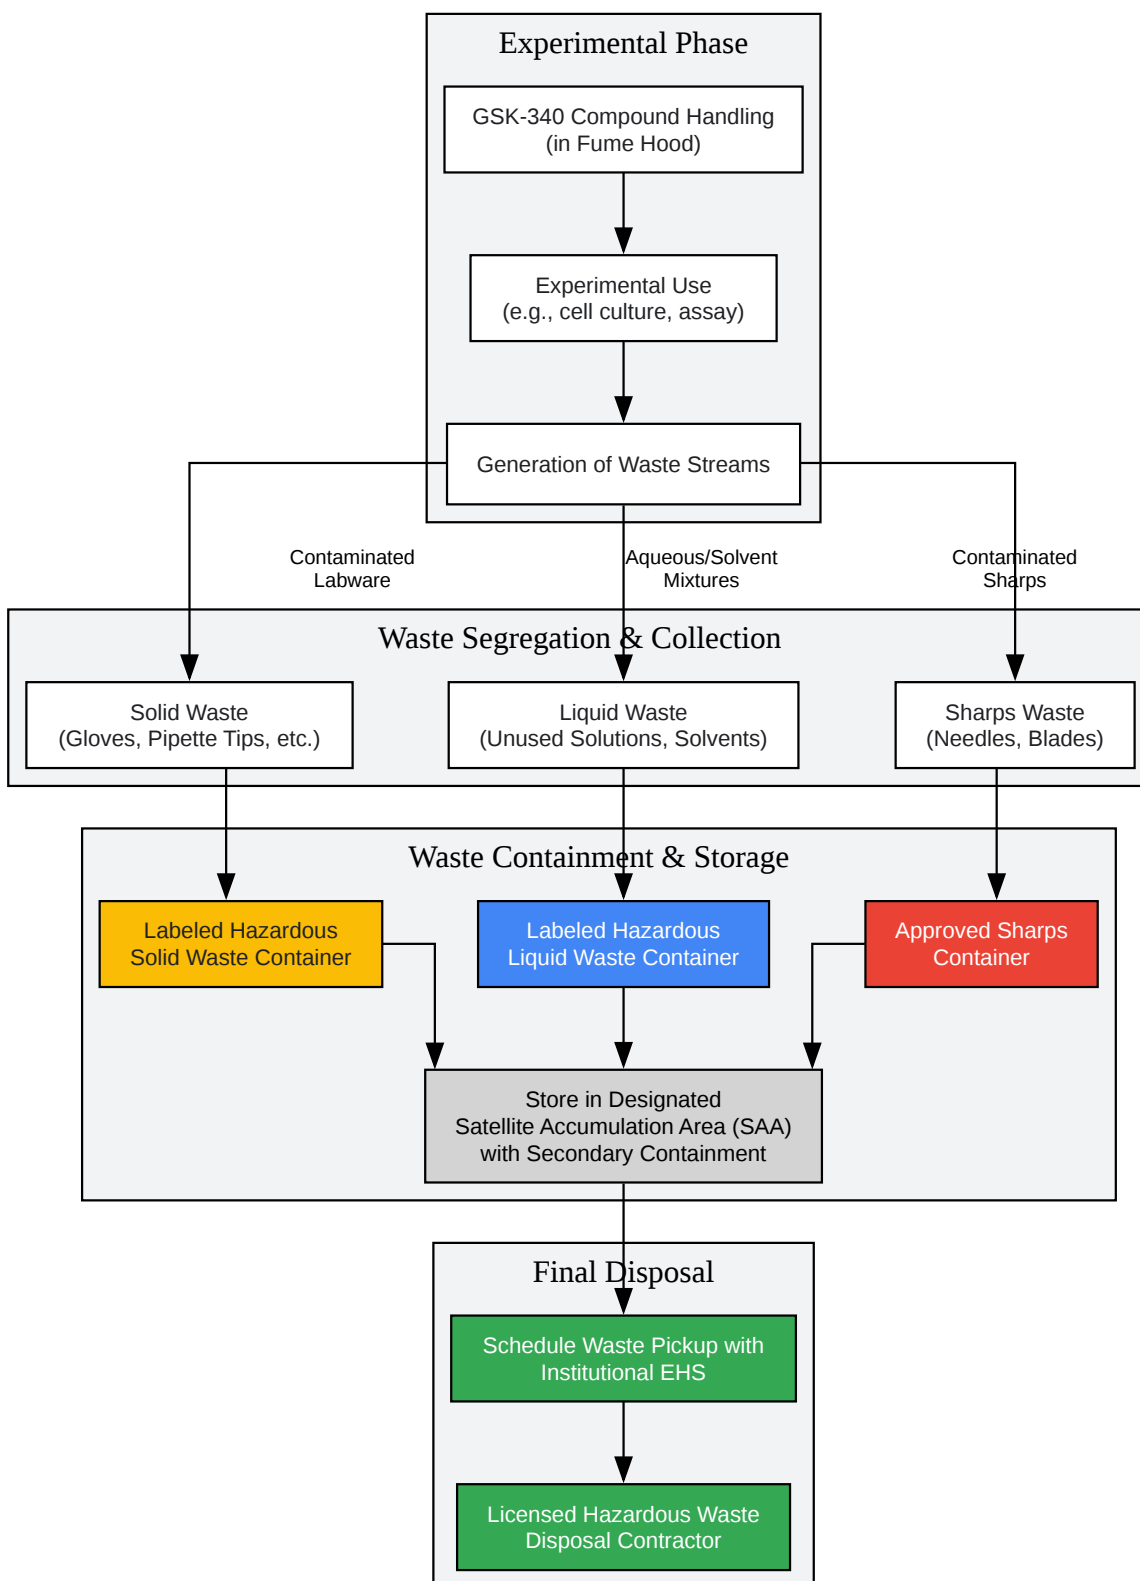 Experimental Phase
GSK-340 Compound Handling
(in Fume Hood)
Experimental Use
(e.g., cell culture, assay)
Generation of Waste Streams
Contaminated
Labware
Aqueous/Solvent
Mixtures
Contaminated
Sharps
Waste Segregation & Collection
Solid Waste
(Gloves, Pipette Tips, etc.)
Liquid Waste
(Unused Solutions, Solvents)
Sharps Waste
(Needles, Blades)
Waste Containment & Storage
Labeled Hazardous
Solid Waste Container
Labeled Hazardous
Liquid Waste Container
Approved Sharps
Container
Store in Designated
Satellite Accumulation Area (SAA)
with Secondary Containment
Final Disposal
Schedule Waste Pickup with
Institutional EHS
Licensed Hazardous Waste
Disposal Contractor